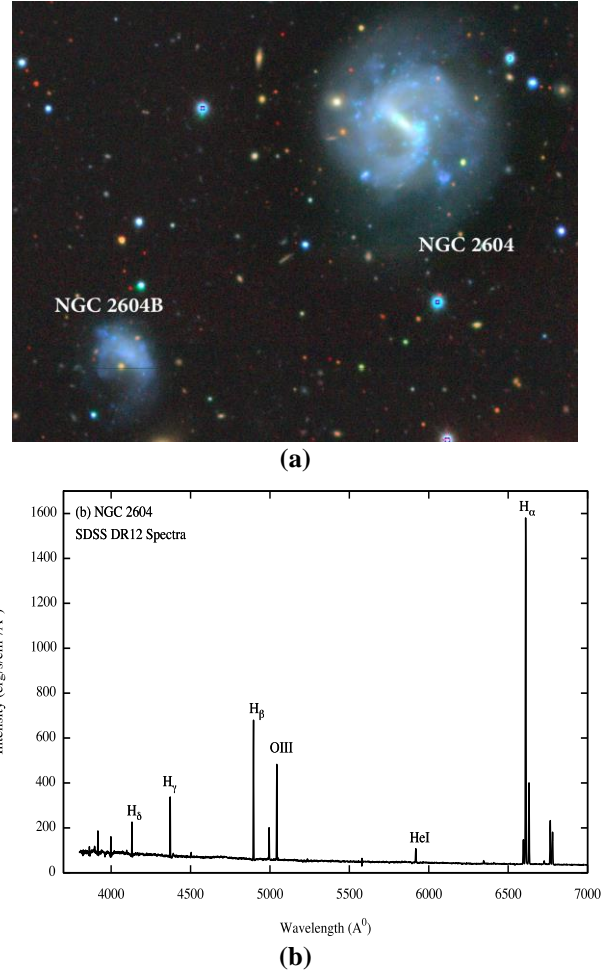 NGC 2604
NGC 2604B
(a)
(b) NGC 2604
SDSS DR12 Spectra
1600
1400
1200
1000
800
600
400
200
0
Hα
Hβ
OIII
Hγ
Hδ
HeI
4000 4500 5000 5500 6000 6500 7000
Wavelength (A⁰)
(b)